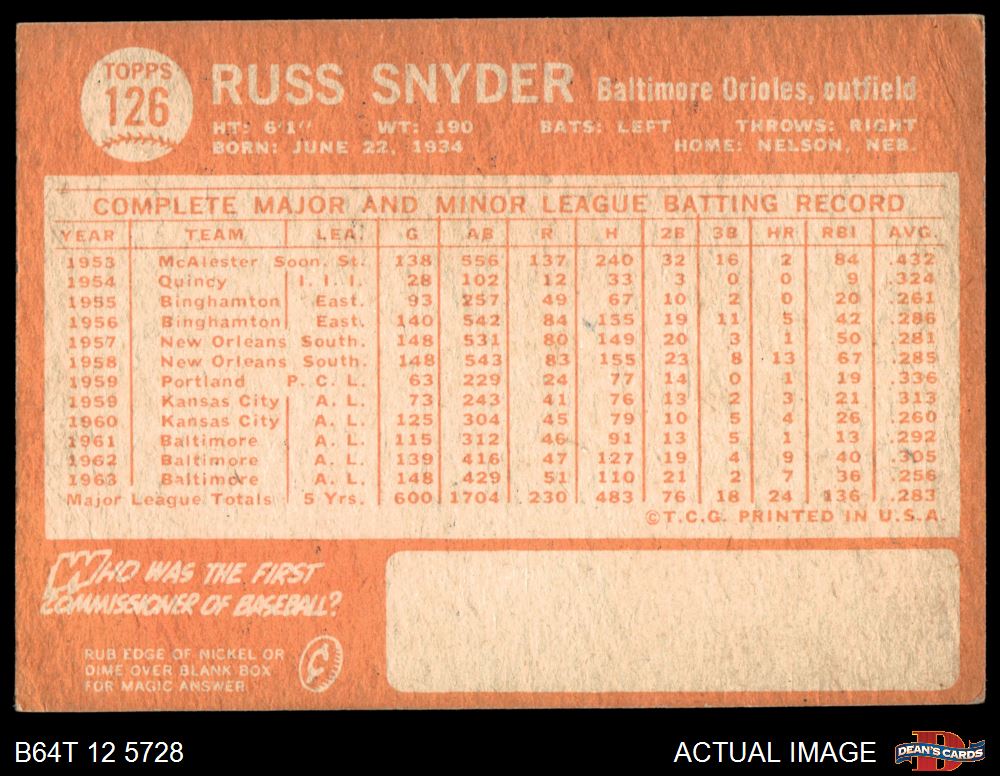 TOPPS
126
RUSS SNYDER Baltimore Orioles, outfield
HT: 6'1" WT: 190 BATS: LEFT THROWS: RIGHT
BORN: JUNE 22, 1934 HOME: NELSON, NEB.
COMPLETE MAJOR AND MINOR LEAGUE BATTING RECORD
YEAR TEAM LEA. G AB R H 2B 3B HR RBI AVG.
1953 McAlester Soon. St. 138 556 137 240 32 16 2 84 .432
1954 Quincy I. I. I. 28 102 12 33 3 0 0 9 .324
1955 Binghamton East. 93 257 49 67 10 2 0 20 .261
1956 Binghamton East. 140 542 84 155 19 11 5 42 .286
1957 New Orleans South. 148 531 80 149 20 3 1 50 .281
1958 New Orleans South. 148 543 83 155 23 8 13 67 .285
1959 Portland P. C. L. 63 229 24 77 14 0 1 19 .336
1959 Kansas City A. L. 73 243 41 76 13 2 3 21 .313
1960 Kansas City A. L. 125 304 45 79 10 5 4 26 .260
1961 Baltimore A. L. 115 312 46 91 13 5 1 13 .292
1962 Baltimore A. L. 139 416 47 127 19 4 9 40 .305
1963 Baltimore A. L. 148 429 51 110 21 2 7 36 .256
Major League Totals 5 Yrs. 600 1704 230 483 76 18 24 136 .283
©T.C.G. PRINTED IN U.S.A.
WHO WAS THE FIRST
COMMISSIONER OF BASEBALL?
RUB EDGE OF NICKEL OR
DIME OVER BLANK BOX
FOR MAGIC ANSWER
B64T 12 5728 ACTUAL IMAGE DEAN'S CARDS